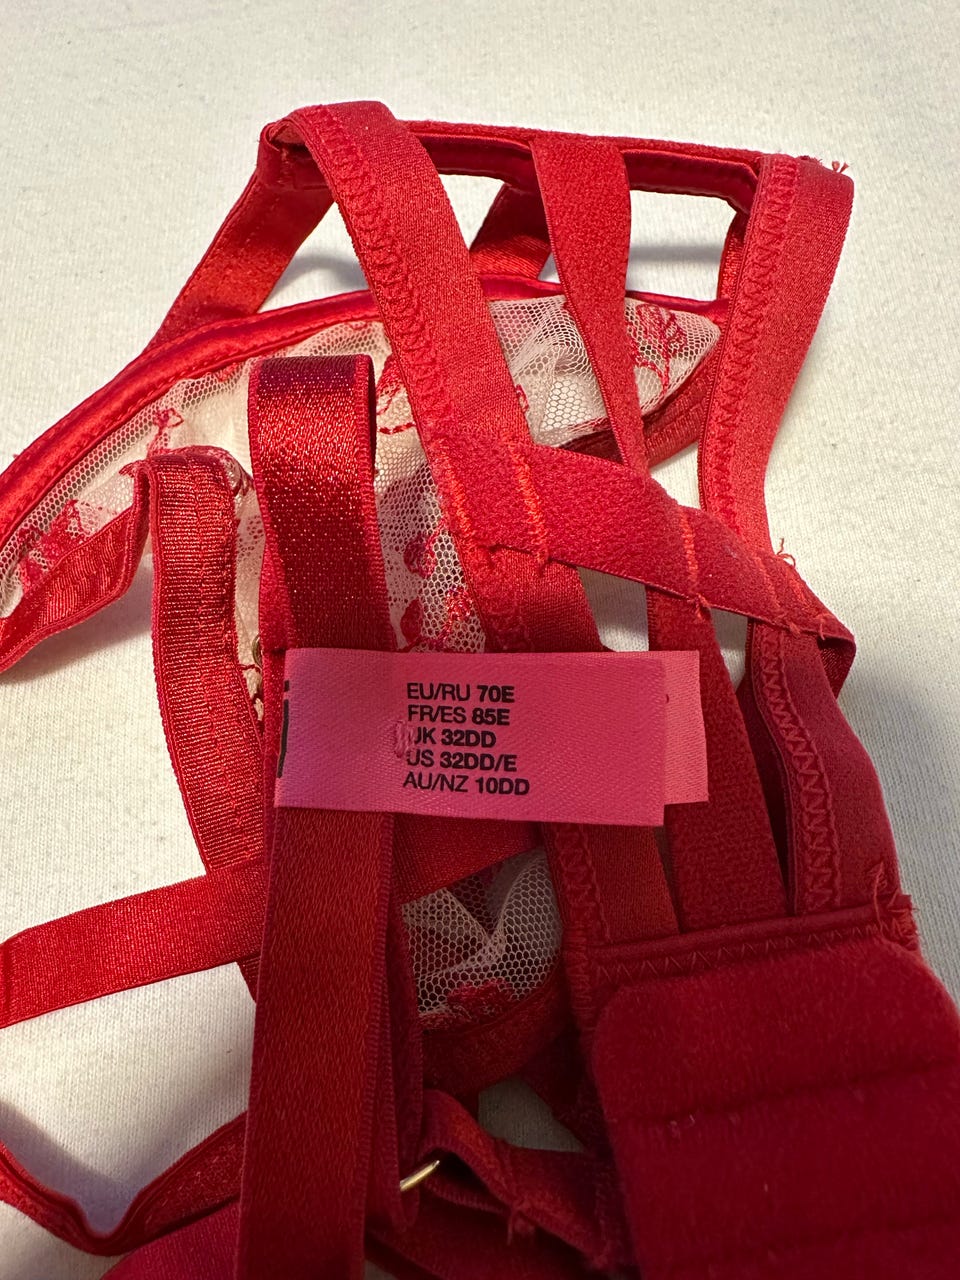 EU/RU 70E
FR/ES 85E
UK 32DD
US 32DD/E
AU/NZ 10DD